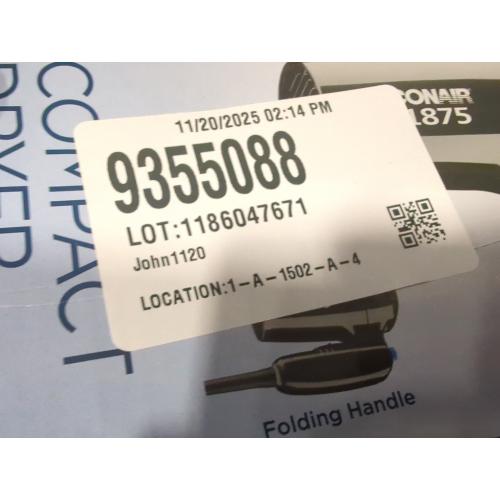 11/20/2025 02:14 PM
9355088
LOT:1186047671
John1120
LOCATION:1-A-1502-A-4
CONAIR
1875
COMPACT
DRYER
Folding Handle